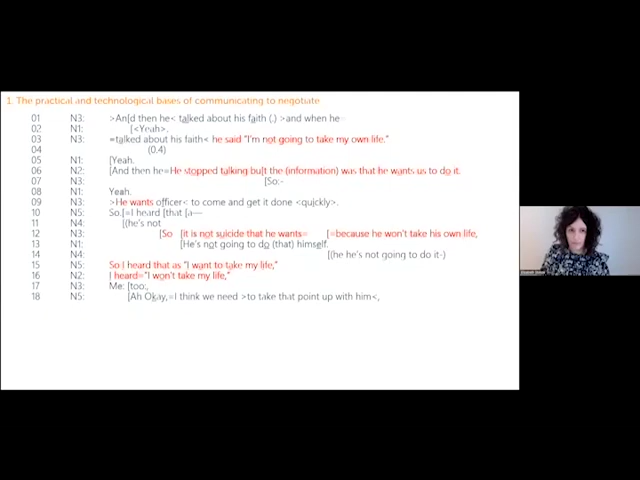 1. The practical and technological bases of communicating to negotiate
01 N3: >An[d then he< talked about his faith (.) >and when he=
02 N1: [<Yeah>.
03 N3: =talked about his faith< he said "I'm not going to take my own life."
04 (0.4)
05 N1: [Yeah.
06 N2: [And then he=He stopped talking bu[t the (information) was that he wants us to do it.
07 N3: [So:-
08 N1: Yeah.
09 N3: >He wants officer< to come and get it done <quickly>.
10 N5: So.[=I heard [that [a—
11 N4: [(he's not
12 N3: [So [it is not suicide that he wants= [=because he won't take his own life,
13 N1: [He's not going to do (that) himself.
14 N4: [(he he's not going to do it-)
15 N5: So I heard that as "I want to take my life,"
16 N2: I heard="I won't take my life,"
17 N3: Me: [too:,
18 N5: [Ah Okay,=I think we need >to take that point up with him<,